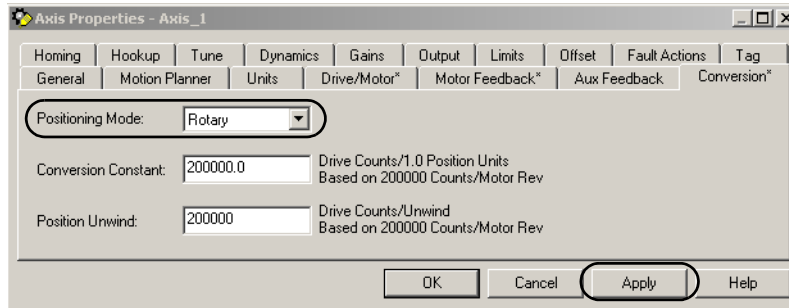 Axis Properties - Axis_1
Homing Hookup Tune Dynamics Gains Output Limits Offset Fault Actions Tag
General Motion Planner Units Drive/Motor* Motor Feedback* Aux Feedback Conversion*
Positioning Mode: Rotary
Conversion Constant: 200000.0 Drive Counts/1.0 Position Units
Based on 200000 Counts/Motor Rev
Position Unwind: 200000 Drive Counts/Unwind
Based on 200000 Counts/Motor Rev
OK Cancel Apply Help